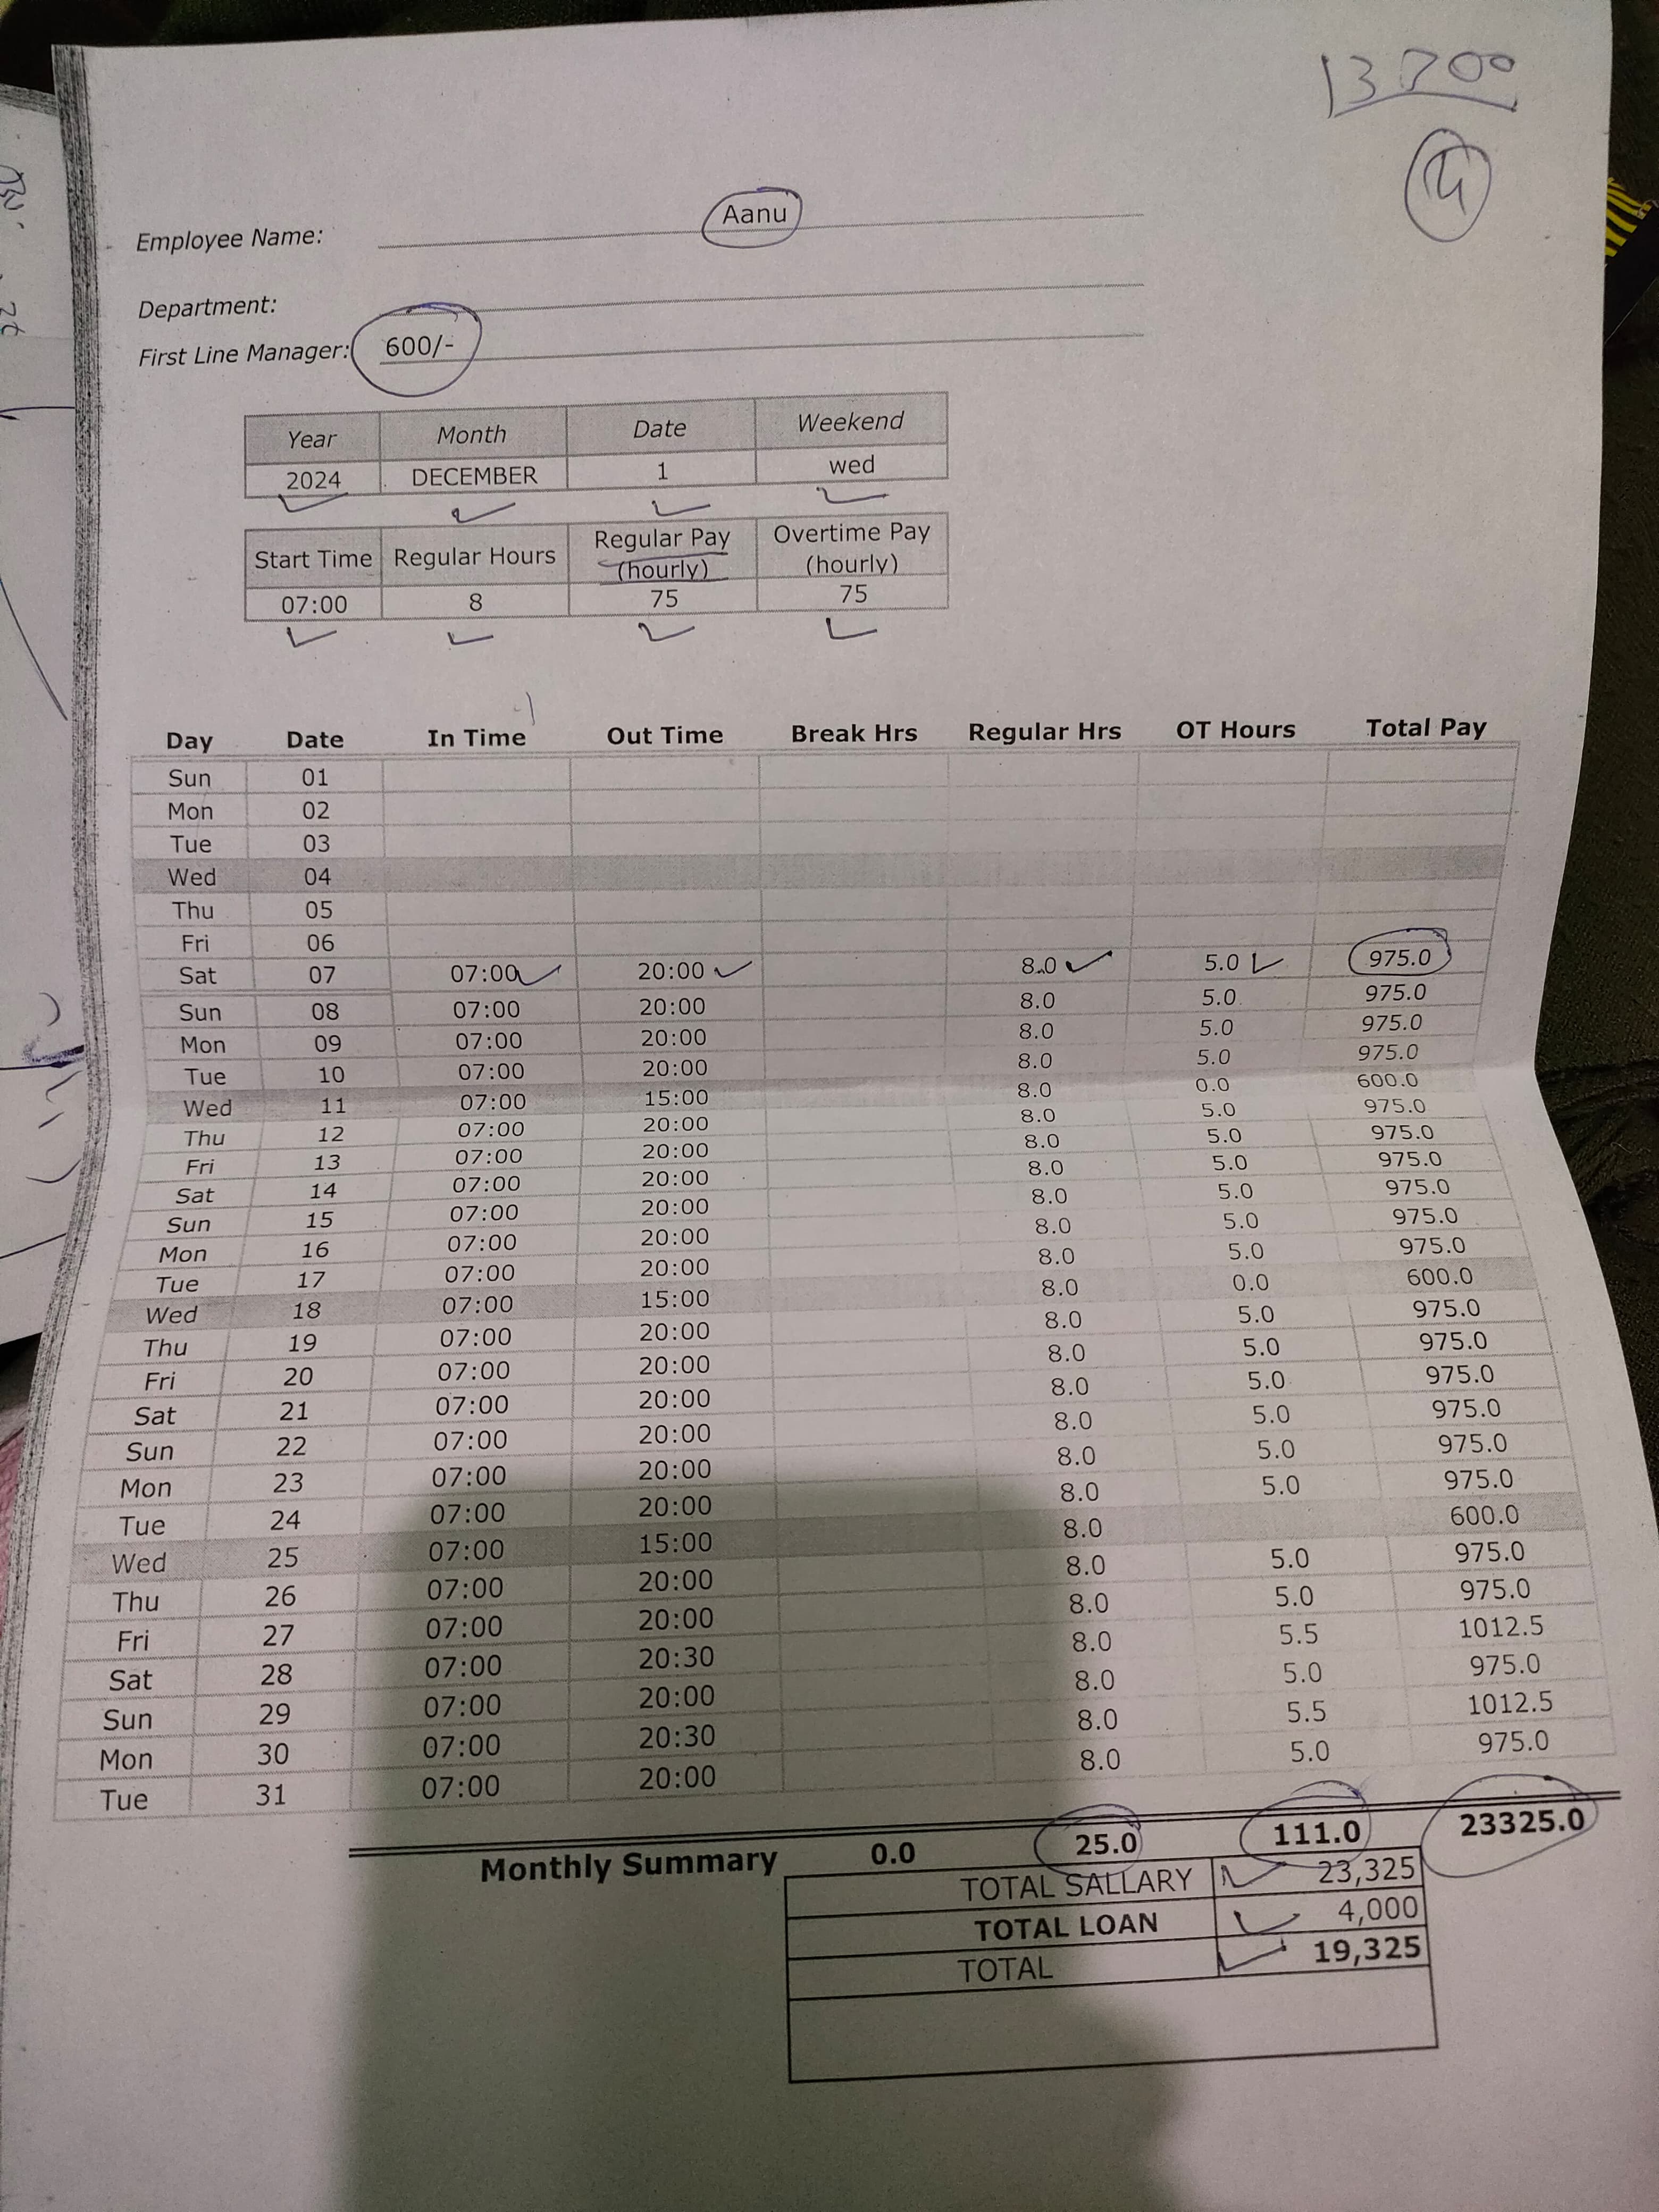 13700
Employee Name: Aanu
Department:
First Line Manager: 600/-
Year Month Date Weekend
2024 DECEMBER 1 wed
Start Time Regular Hours Regular Pay (hourly) Overtime Pay (hourly)
07:00 8 75 75
Day Date In Time Out Time Break Hrs Regular Hrs OT Hours Total Pay
Sun 01
Mon 02
Tue 03
Wed 04
Thu 05
Fri 06
Sat 07 07:00 20:00 8.0 5.0 975.0
Sun 08 07:00 20:00 8.0 5.0 975.0
Mon 09 07:00 20:00 8.0 5.0 975.0
Tue 10 07:00 20:00 8.0 5.0 975.0
Wed 11 07:00 15:00 8.0 0.0 600.0
Thu 12 07:00 20:00 8.0 5.0 975.0
Fri 13 07:00 20:00 8.0 5.0 975.0
Sat 14 07:00 20:00 8.0 5.0 975.0
Sun 15 07:00 20:00 8.0 5.0 975.0
Mon 16 07:00 20:00 8.0 5.0 975.0
Tue 17 07:00 20:00 8.0 5.0 975.0
Wed 18 07:00 15:00 8.0 0.0 600.0
Thu 19 07:00 20:00 8.0 5.0 975.0
Fri 20 07:00 20:00 8.0 5.0 975.0
Sat 21 07:00 20:00 8.0 5.0 975.0
Sun 22 07:00 20:00 8.0 5.0 975.0
Mon 23 07:00 20:00 8.0 5.0 975.0
Tue 24 07:00 20:00 8.0 5.0 975.0
Wed 25 07:00 15:00 8.0 600.0
Thu 26 07:00 20:00 8.0 5.0 975.0
Fri 27 07:00 20:00 8.0 5.0 975.0
Sat 28 07:00 20:30 8.0 5.5 1012.5
Sun 29 07:00 20:00 8.0 5.0 975.0
Mon 30 07:00 20:30 8.0 5.5 1012.5
Tue 31 07:00 20:00 8.0 5.0 975.0
Monthly Summary 0.0 25.0 111.0 23325.0
TOTAL SALLARY 23,325
TOTAL LOAN 4,000
TOTAL 19,325